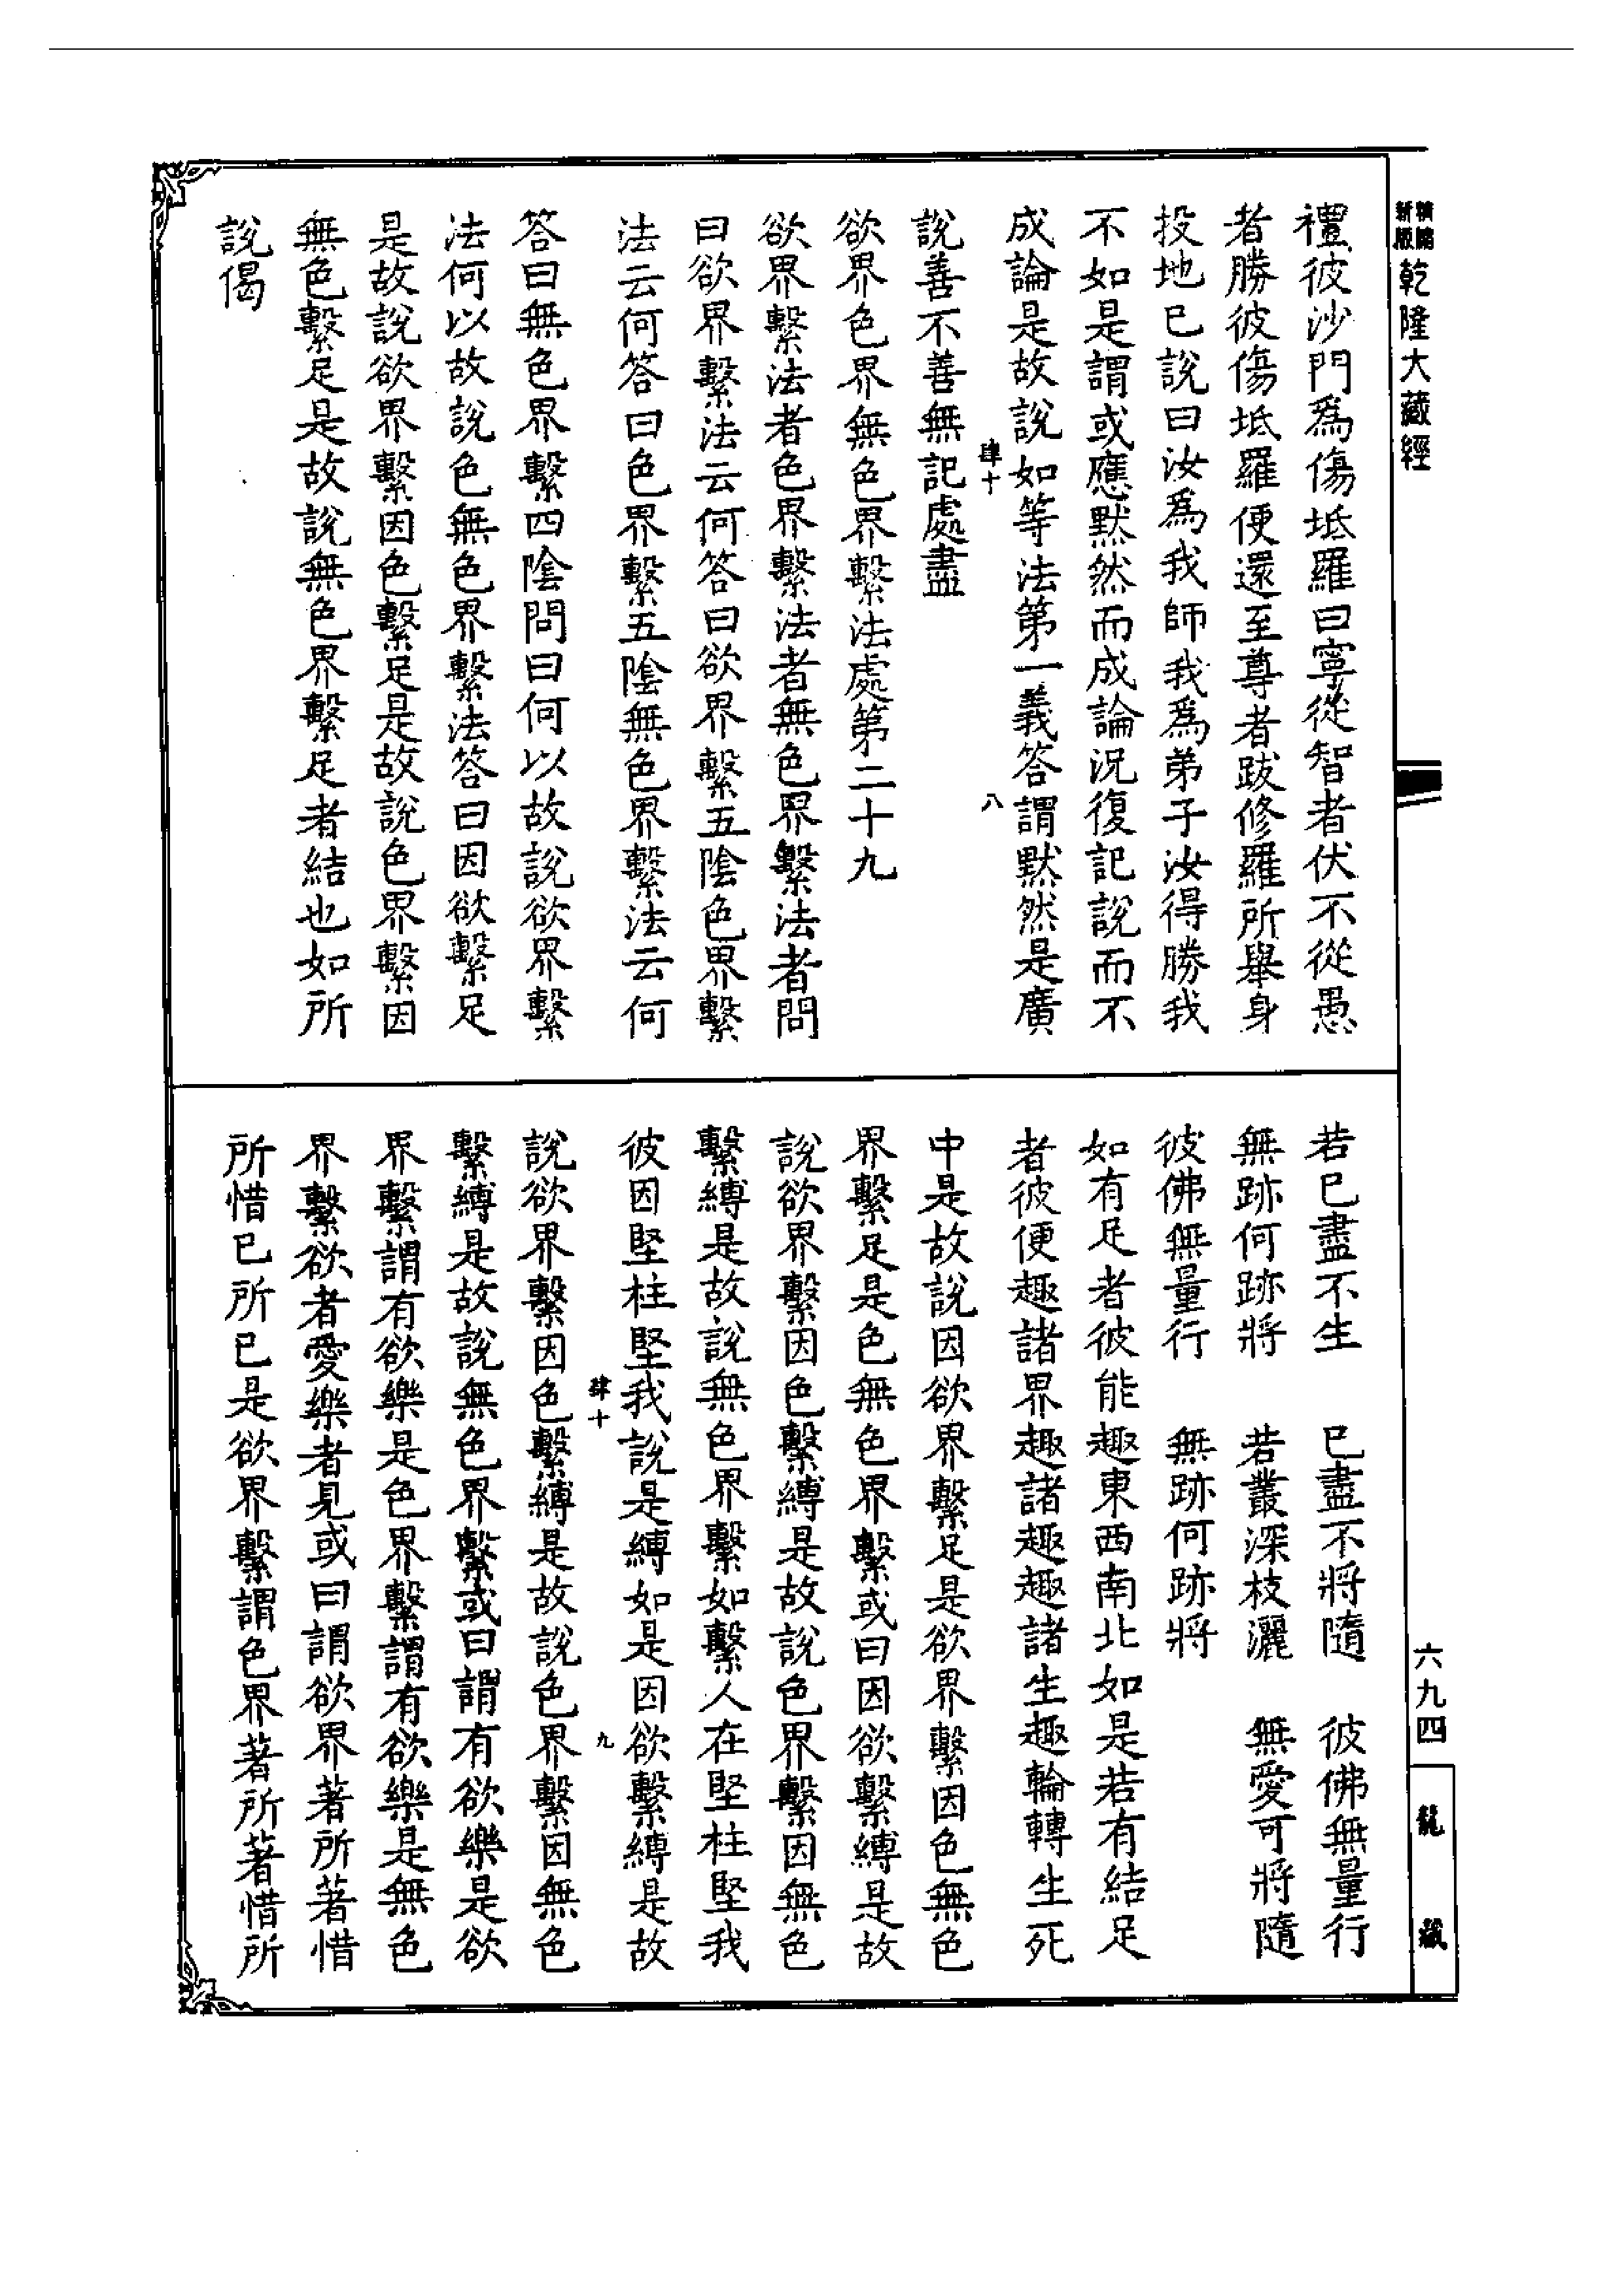 精縮新版乾隆大藏經
六九四
龍藏
禮彼沙門爲傷坻羅曰寧從智者伏不從愚
者勝彼傷坻羅便還至尊者跋修羅所舉身
投地已說曰汝爲我師我爲弟子汝得勝我
不如是謂或應默然而成論況復記說而不
成論是故說如等法第一義答謂默然是廣
肆十 八
說善不善無記處盡
欲界色界無色界繫法處第二十九
欲界繫法者色界繫法者無色界繫法者問
曰欲界繫法云何答曰欲界繫五陰色界繫
法云何答曰色界繫五陰無色界繫法云何
答曰無色界繫四陰問曰何以故說欲界繫
法何以故說色無色界繫法答曰因欲繫足
是故說欲界繫因色繫足是故說色界繫因
無色繫足是故說無色界繫足者結也如所
說偈
若已盡不生 已盡不將隨 彼佛無量行
無跡何跡將 若叢深枝灑 無愛可將隨
彼佛無量行 無跡何跡將
如有足者彼能趣東西南北如是若有結足
者彼便趣諸界趣諸趣趣諸生趣輪轉生死
中是故說因欲界繫足是欲界繫因色無色
界繫足是色無色界繫或曰因欲繫縛是故
說欲界繫因色繫縛是故說色界繫因無色
繫縛是故說無色界繫如繫人在堅柱堅我
彼因堅柱堅我說是縛如是因欲繫縛是故
肆十 九
說欲界繫因色繫縛是故說色界繫因無色
繫縛是故說無色界繫或曰謂有欲樂是欲
界繫謂有欲樂是色界繫謂有欲樂是無色
界繫欲者愛樂者見或曰謂欲界著所著惜
所惜已所已是欲界繫謂色界著所著惜所